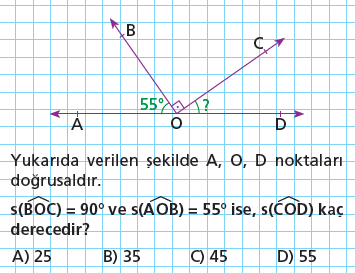 B
C
55°
?
A
O
D
Yukarıda verilen şekilde A, O, D noktaları
doğrusaldır.
s(BOC) = 90° ve s(AOB) = 55° ise, s(COD) kaç
derecedir?
A) 25 B) 35 C) 45 D) 55